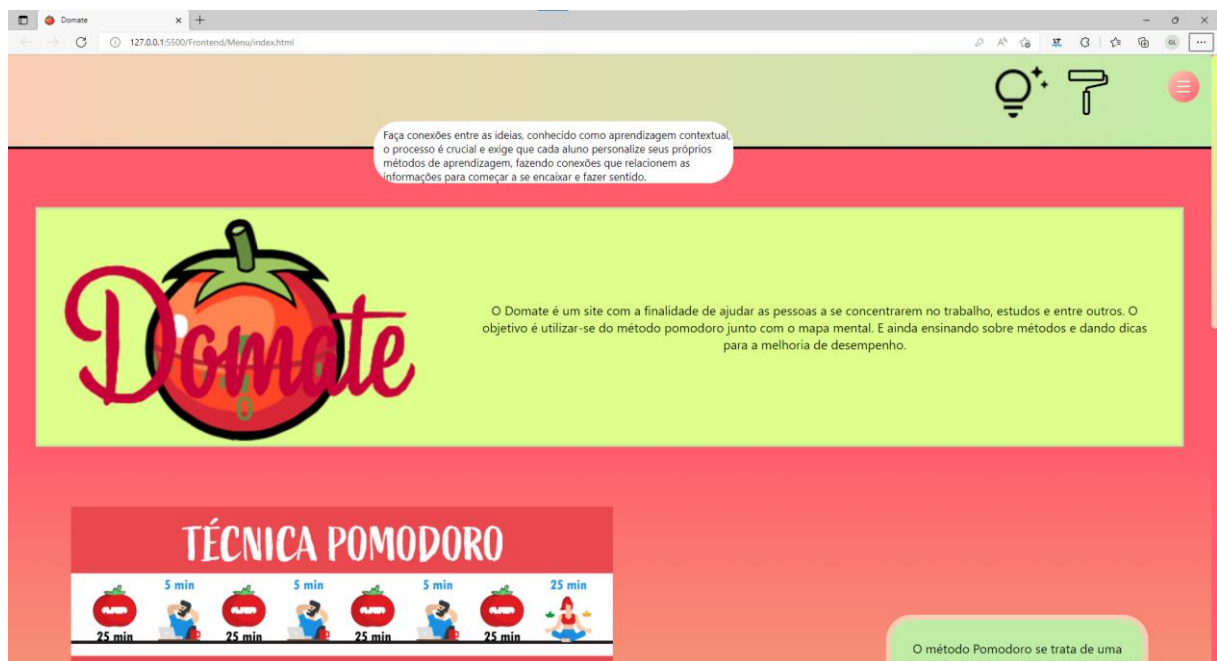 Domate
127.0.0.1:5500/Frontend/Menu/index.html
GL
Faça conexões entre as ideias, conhecido como aprendizagem contextual,
o processo é crucial e exige que cada aluno personalize seus próprios
métodos de aprendizagem, fazendo conexões que relacionem as
informações para começar a se encaixar e fazer sentido.
Domate
O Domate é um site com a finalidade de ajudar as pessoas a se concentrarem no trabalho, estudos e entre outros. O
objetivo é utilizar-se do método pomodoro junto com o mapa mental. E ainda ensinando sobre métodos e dando dicas
para a melhoria de desempenho.
TÉCNICA POMODORO
5 min 5 min 5 min 25 min
25 min 25 min 25 min 25 min
O método Pomodoro se trata de uma